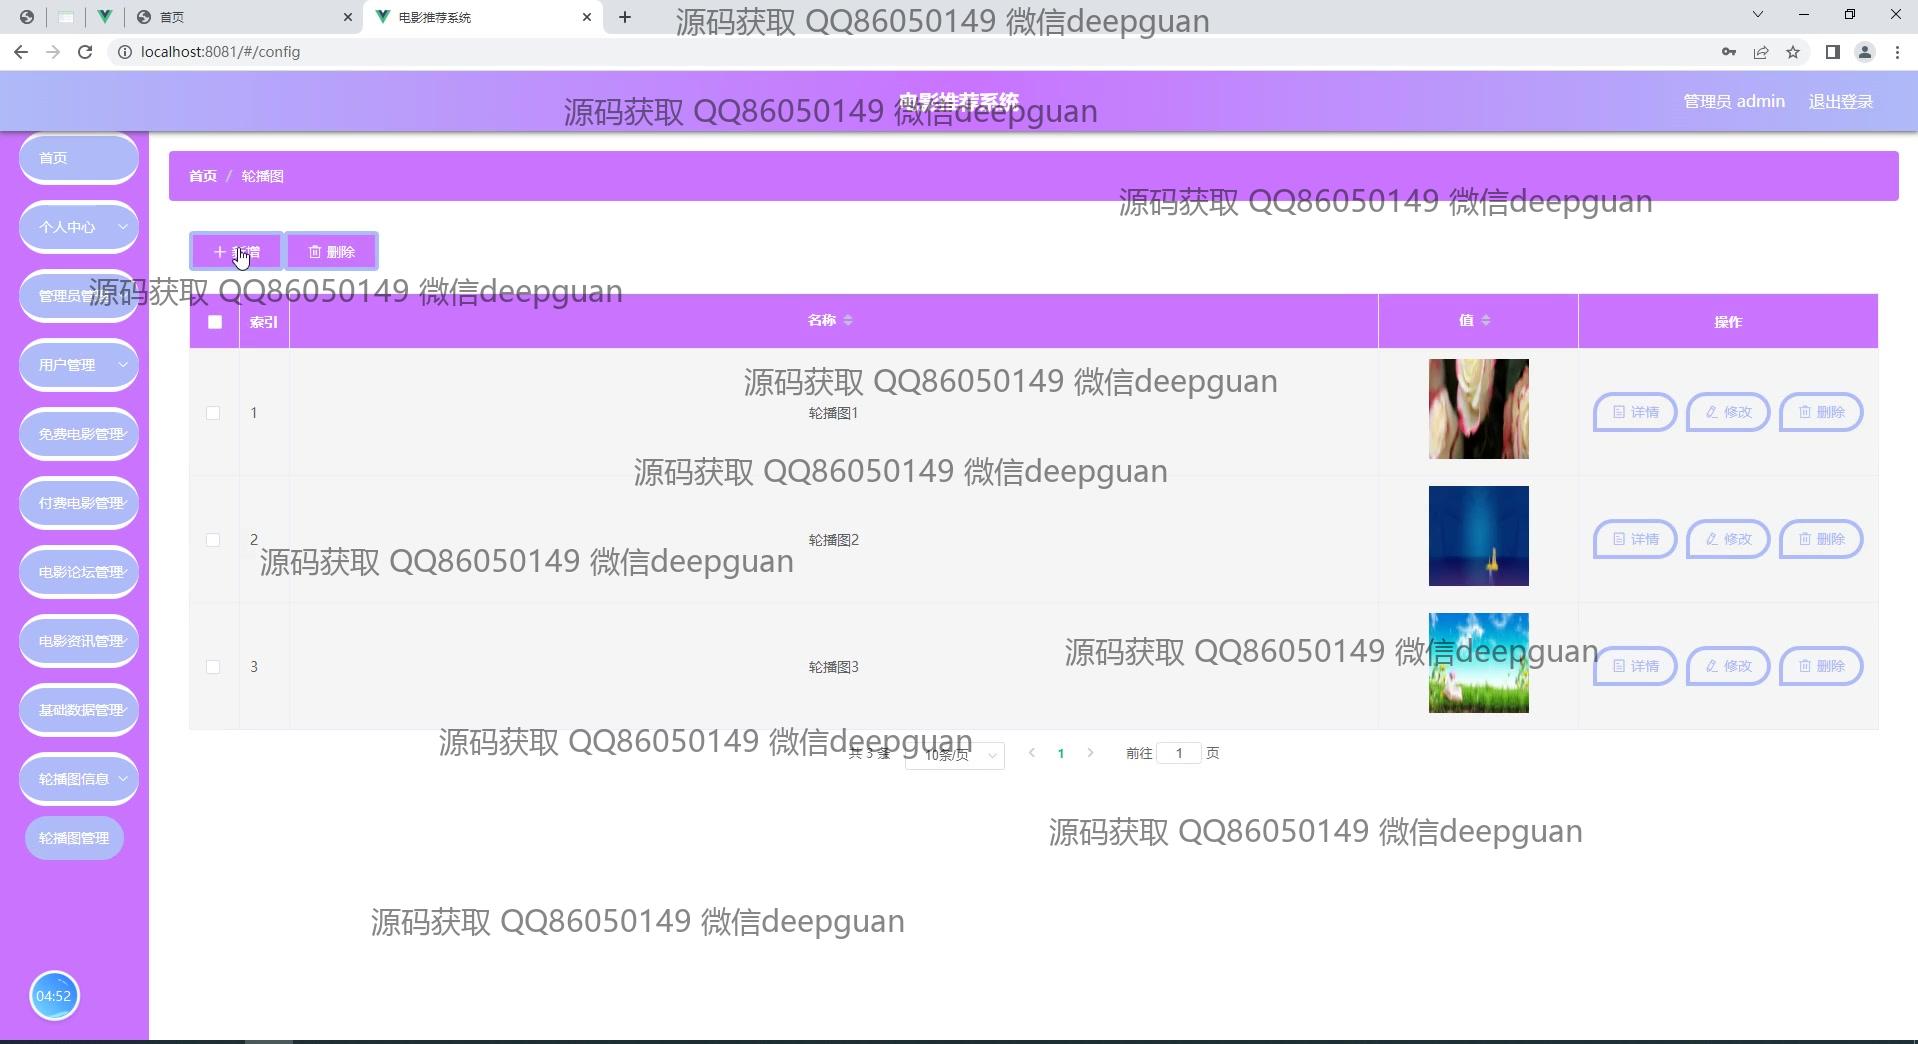 首页
电影推荐系统
源码获取 QQ86050149 微信deepguan
localhost:8081/#/config
电影推荐系统
管理员 admin
退出登录
源码获取 QQ86050149 微信deepguan
首页
首页 / 轮播图
源码获取 QQ86050149 微信deepguan
个人中心
新增
删除
管理员管理
源码获取 QQ86050149 微信deepguan
索引
名称
值
操作
用户管理
源码获取 QQ86050149 微信deepguan
1
轮播图1
详情
修改
删除
免费电影管理
源码获取 QQ86050149 微信deepguan
付费电影管理
2
轮播图2
详情
修改
删除
源码获取 QQ86050149 微信deepguan
电影论坛管理
电影资讯管理
源码获取 QQ86050149 微信deepguan
3
轮播图3
详情
修改
删除
基础数据管理
源码获取 QQ86050149 微信deepguan
共 3 条
10条/页
1
前往 1 页
轮播图信息
轮播图管理
源码获取 QQ86050149 微信deepguan
源码获取 QQ86050149 微信deepguan
04:52